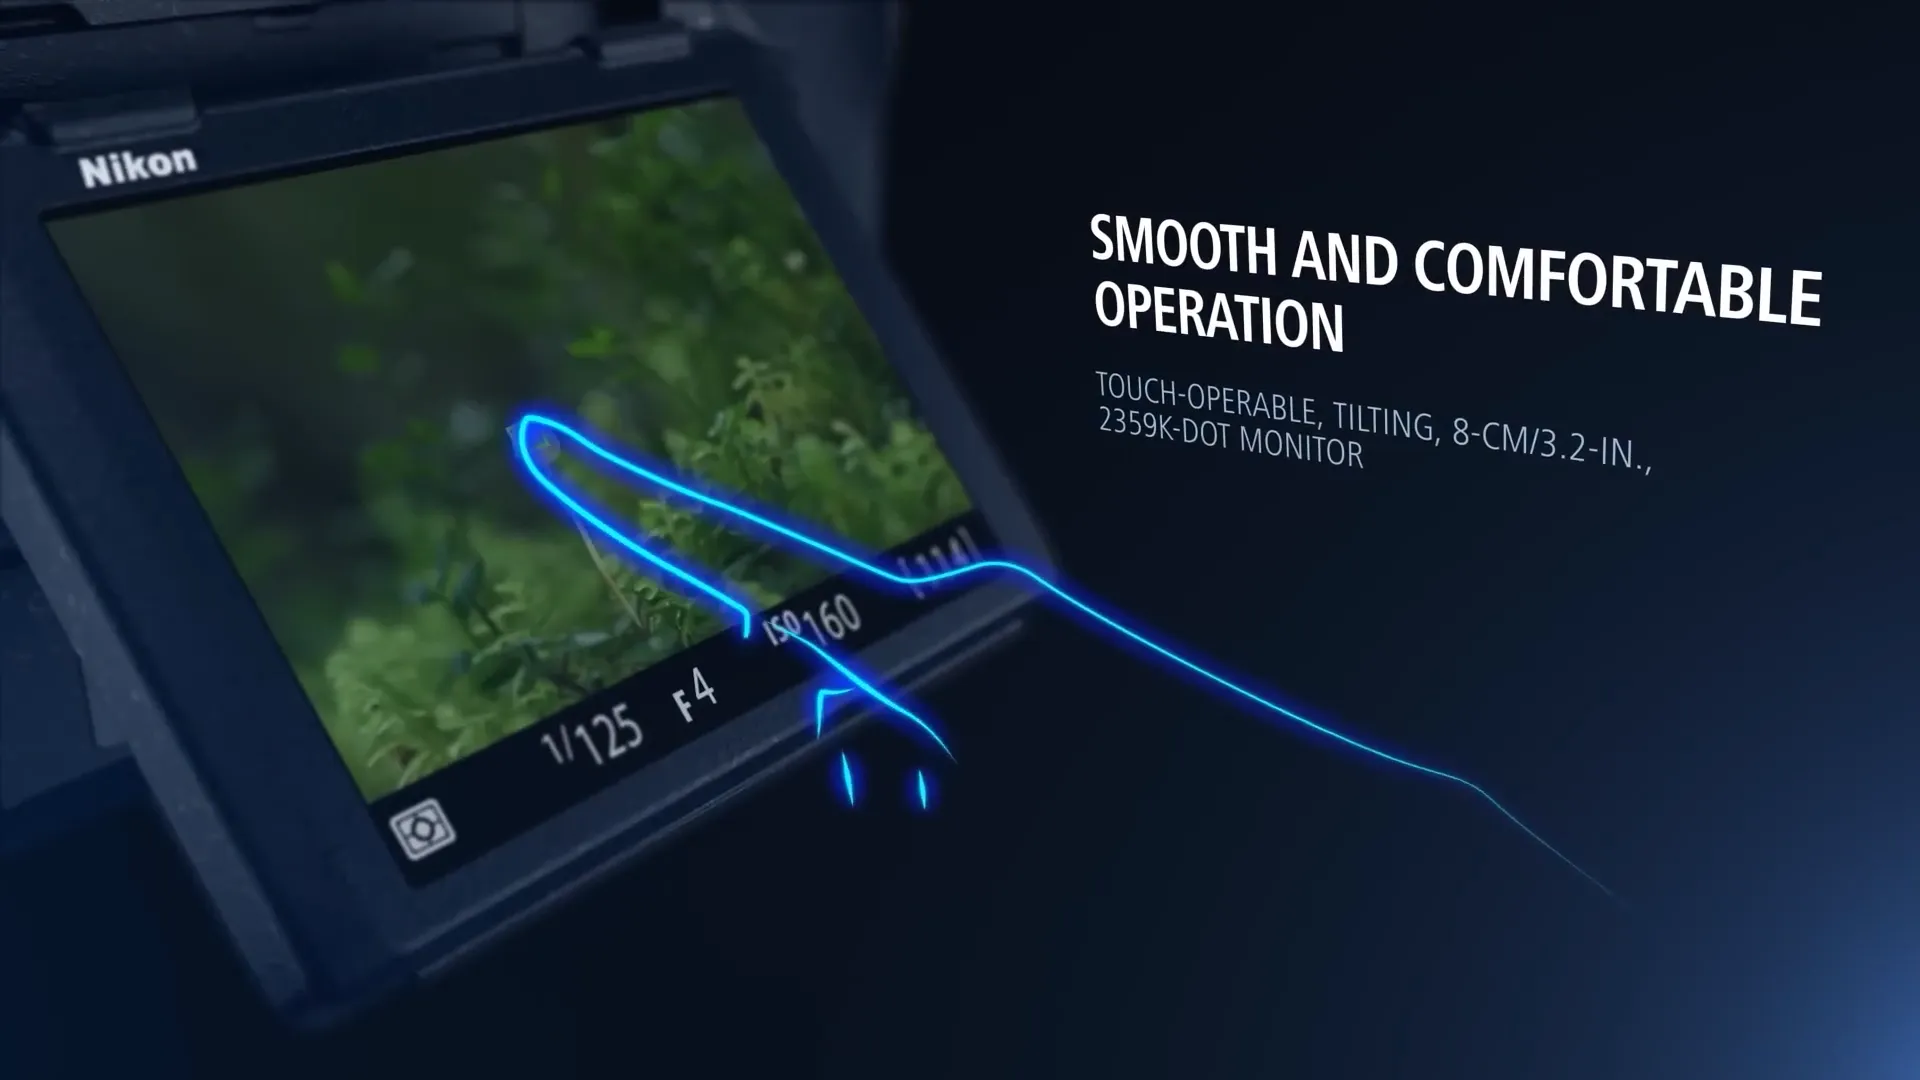 Nikon
SMOOTH AND COMFORTABLE
OPERATION
TOUCH-OPERABLE, TILTING, 8-CM/3.2-IN.,
2359K-DOT MONITOR
1/125 F4 ISO 160 [114]